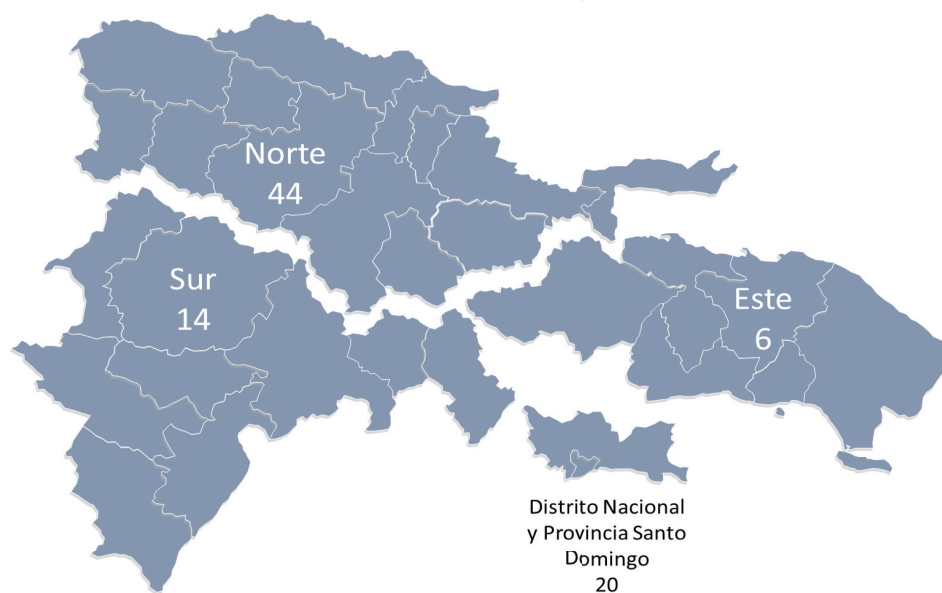 Norte
44
Sur
14
Este
6
Distrito Nacional
y Provincia Santo
Domingo
20